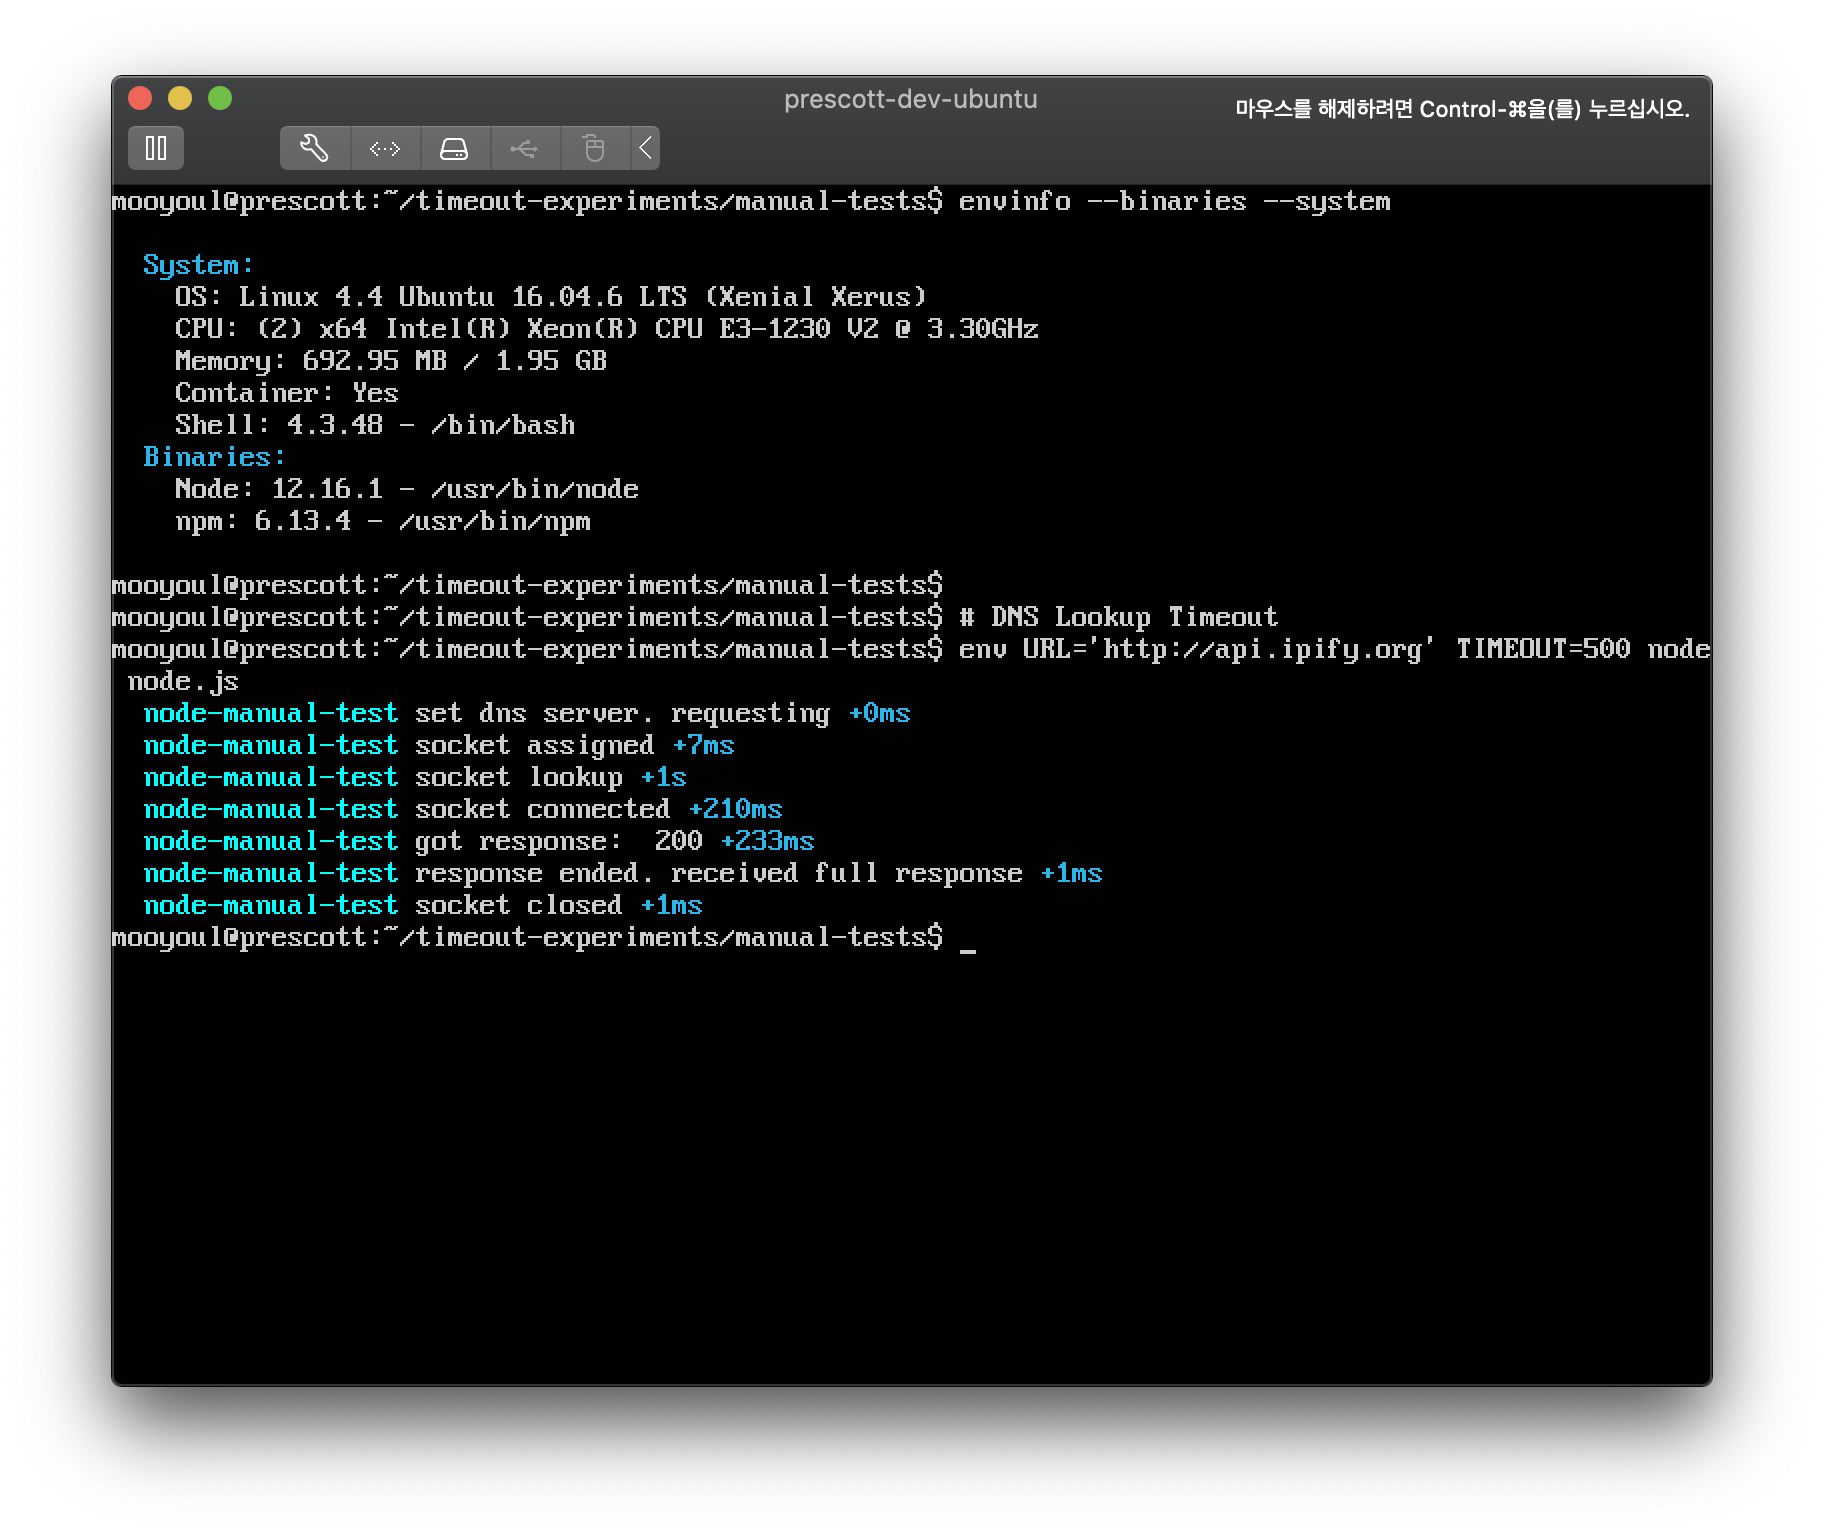 prescott-dev-ubuntu
마우스를 해제하려면 Control-⌘을(를) 누르십시오.
mooyoul@prescott:~/timeout-experiments/manual-tests$ envinfo --binaries --system
System:
OS: Linux 4.4 Ubuntu 16.04.6 LTS (Xenial Xerus)
CPU: (2) x64 Intel(R) Xeon(R) CPU E3-1230 V2 @ 3.30GHz
Memory: 692.95 MB / 1.95 GB
Container: Yes
Shell: 4.3.48 - /bin/bash
Binaries:
Node: 12.16.1 - /usr/bin/node
npm: 6.13.4 - /usr/bin/npm
mooyoul@prescott:~/timeout-experiments/manual-tests$
mooyoul@prescott:~/timeout-experiments/manual-tests$ # DNS Lookup Timeout
mooyoul@prescott:~/timeout-experiments/manual-tests$ env URL='http://api.ipify.org' TIMEOUT=500 node
node.js
node-manual-test set dns server. requesting +0ms
node-manual-test socket assigned +7ms
node-manual-test socket lookup +1s
node-manual-test socket connected +210ms
node-manual-test got response:  200 +233ms
node-manual-test response ended. received full response +1ms
node-manual-test socket closed +1ms
mooyoul@prescott:~/timeout-experiments/manual-tests$ _